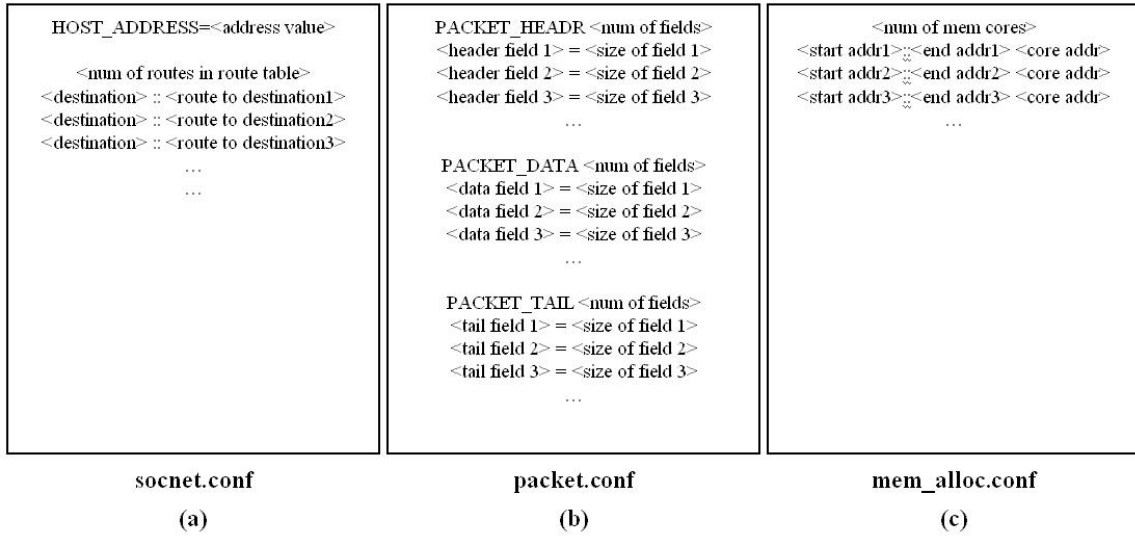 HOST_ADDRESS=<address value>
<num of routes in route table>
<destination> :: <route to destination1>
<destination> :: <route to destination2>
<destination> :: <route to destination3>
...
...
socnet.conf
(a)
PACKET_HEADR <num of fields>
<header field 1> = <size of field 1>
<header field 2> = <size of field 2>
<header field 3> = <size of field 3>
...
PACKET_DATA <num of fields>
<data field 1> = <size of field 1>
<data field 2> = <size of field 2>
<data field 3> = <size of field 3>
...
PACKET_TAIL <num of fields>
<tail field 1> = <size of field 1>
<tail field 2> = <size of field 2>
<tail field 3> = <size of field 3>
...
packet.conf
(b)
<num of mem cores>
<start addr1>::<end addr1> <core addr>
<start addr2>::<end addr2> <core addr>
<start addr3>::<end addr3> <core addr>
...
mem_alloc.conf
(c)